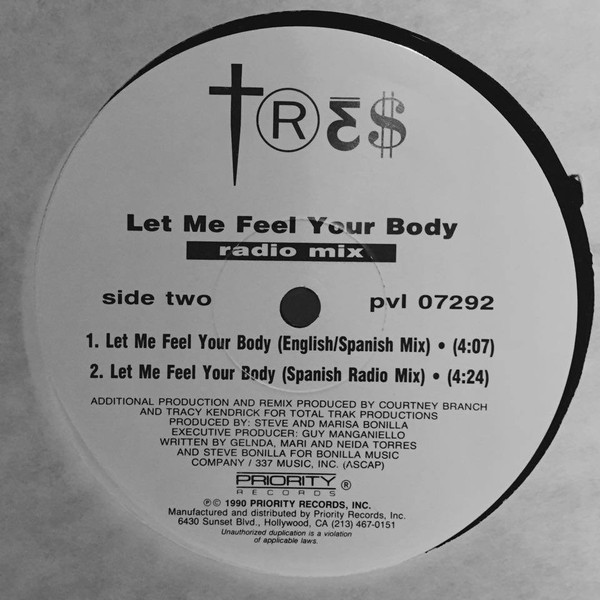 tRĒ$
Let Me Feel Your Body
radio mix
side two
pvl 07292
1. Let Me Feel Your Body (English/Spanish Mix) • (4:07)
2. Let Me Feel Your Body (Spanish Radio Mix) • (4:24)
ADDITIONAL PRODUCTION AND REMIX PRODUCED BY COURTNEY BRANCH
AND TRACY KENDRICK FOR TOTAL TRAK PRODUCTIONS
PRODUCED BY: STEVE AND MARISA BONILLA
EXECUTIVE PRODUCER: GUY MANGANIELLO
WRITTEN BY GELNDA, MARI AND NEIDA TORRES
AND STEVE BONILLA FOR BONILLA MUSIC
COMPANY / 337 MUSIC, INC. (ASCAP)
PRIORITY ®
RECORDS
℗© 1990 PRIORITY RECORDS, INC.
Manufactured and distributed by Priority Records, Inc.
6430 Sunset Blvd., Hollywood, CA (213) 467-0151
Unauthorized duplication is a violation
of applicable laws.